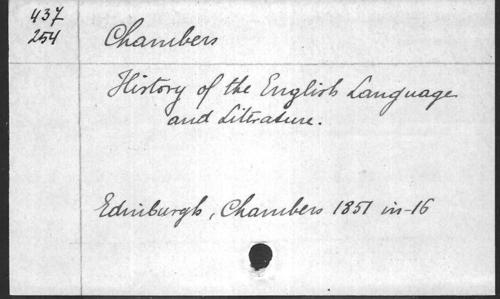 437
254
Chambers
History of the English Language
and Literature.
Edinburgh, Chambers 1851 in-16